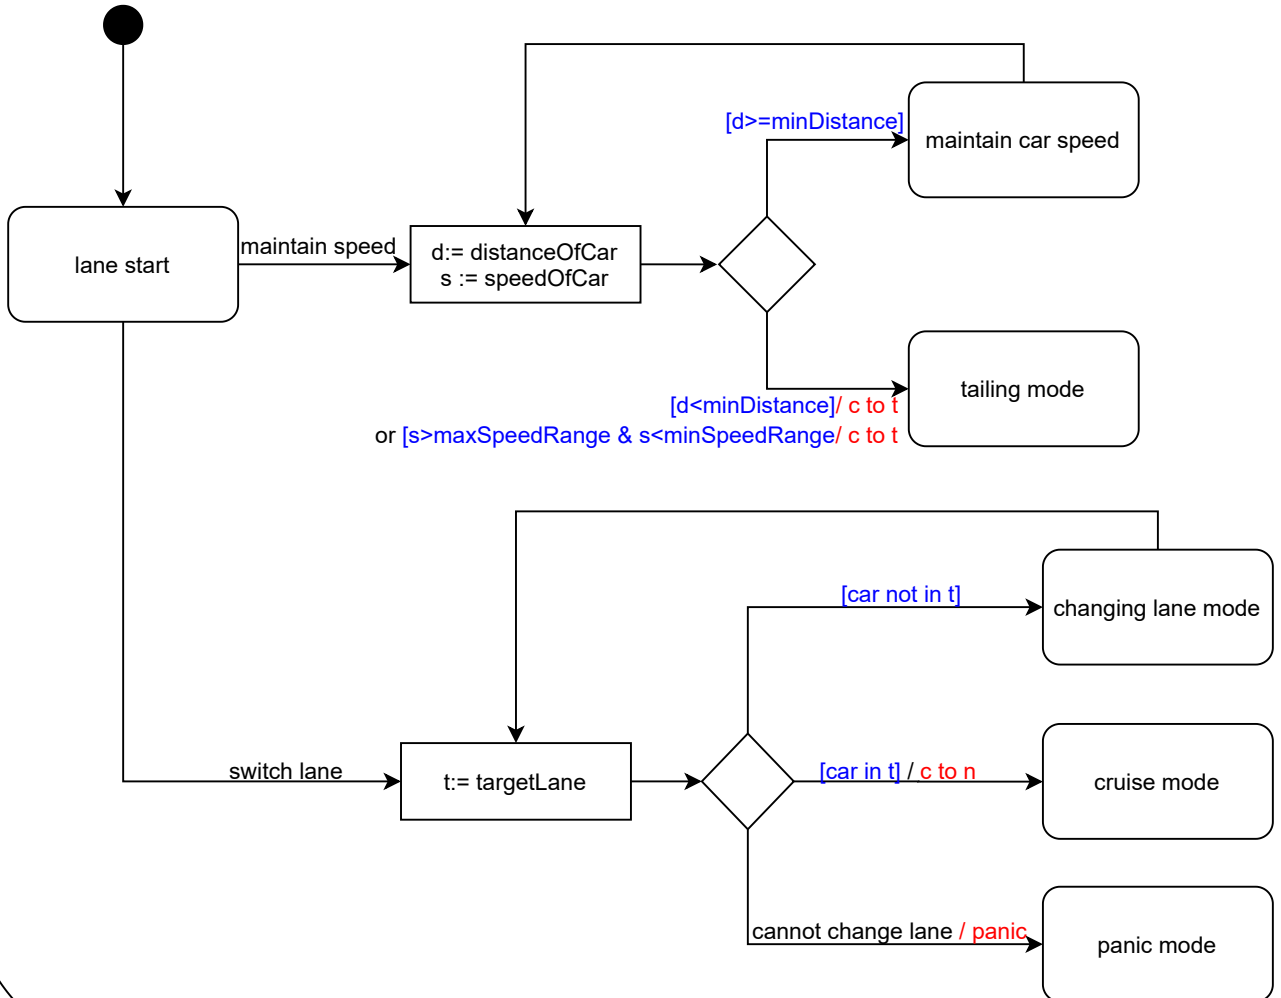 [d>=minDistance]
maintain car speed
maintain speed
lane start
d:= distanceOfCar
s := speedOfCar
tailing mode
[d<minDistance]/ c to t
or [s>maxSpeedRange & s<minSpeedRange/ c to t
[car not in t]
changing lane mode
switch lane
t:= targetLane
[car in t] / c to n
cruise mode
cannot change lane / panic
panic mode